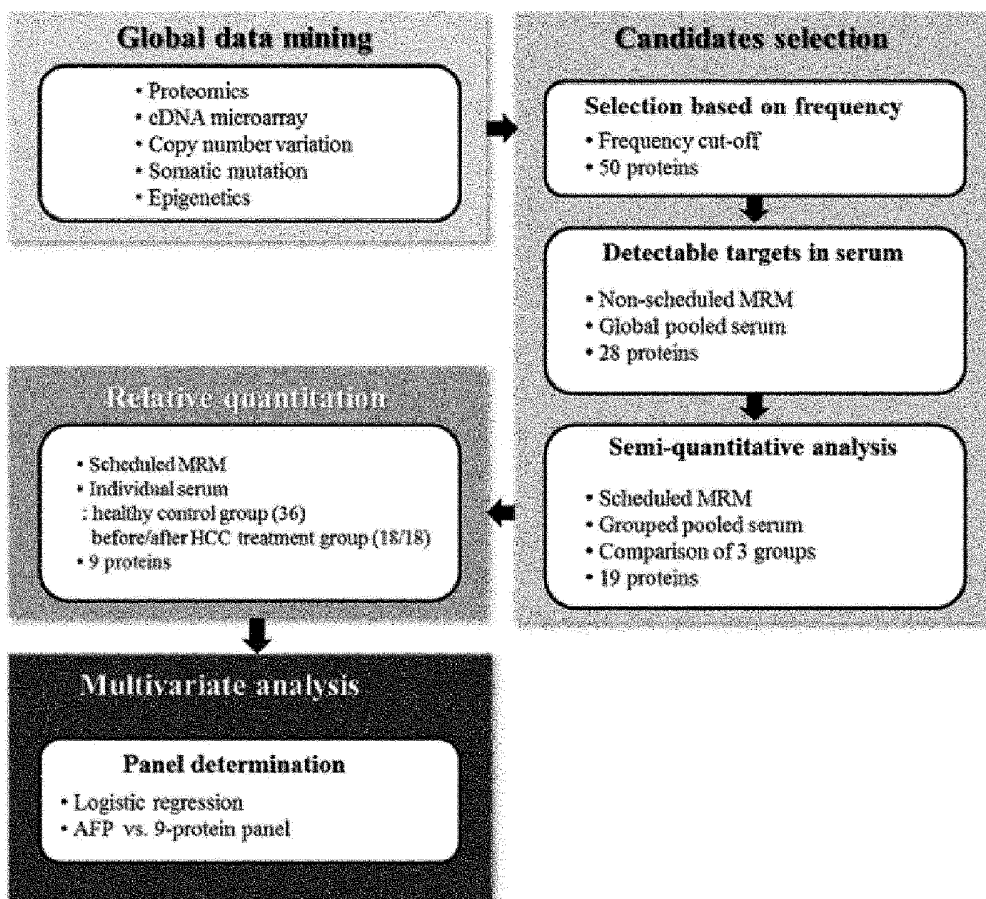 Global data mining
• Proteomics
• cDNA microarray
• Copy number variation
• Somatic mutation
• Epigenetics
Candidates selection
Selection based on frequency
• Frequency cut-off
• 50 proteins
Detectable targets in serum
• Non-scheduled MRM
• Global pooled serum
• 28 proteins
Semi-quantitative analysis
• Scheduled MRM
• Grouped pooled serum
• Comparison of 3 groups
• 19 proteins
Relative quantitation
• Scheduled MRM
• Individual serum
: healthy control group (36)
before/after HCC treatment group (18/18)
• 9 proteins
Multivariate analysis
Panel determination
• Logistic regression
• AFP vs. 9-protein panel